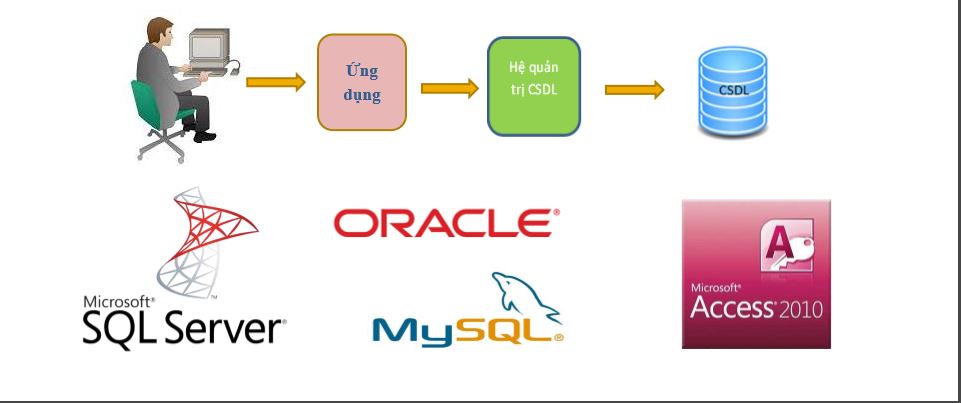 Ứng
dụng
Hệ quản
trị CSDL
CSDL
ORACLE®
Microsoft®
SQL Server®
MySQL®
A
Microsoft®
Access 2010